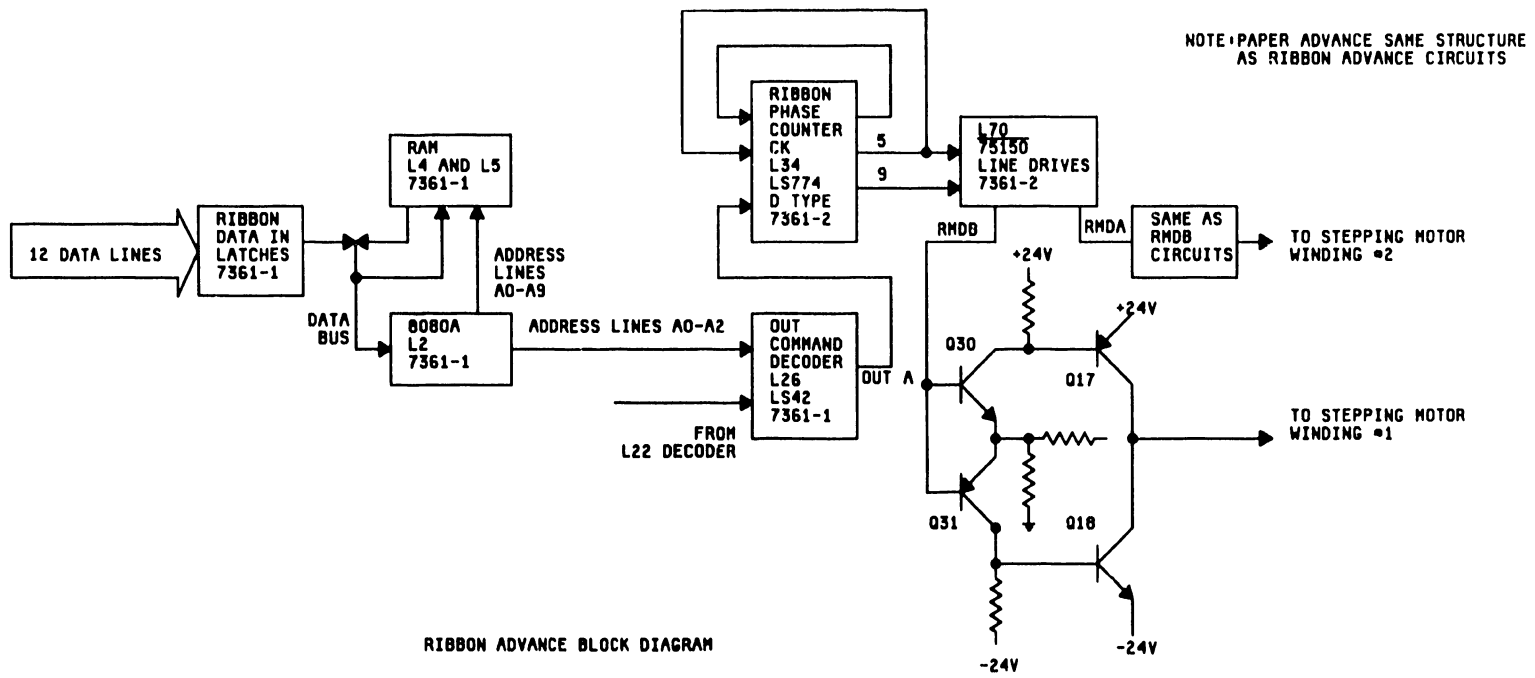 NOTE: PAPER ADVANCE SAME STRUCTURE
AS RIBBON ADVANCE CIRCUITS
RIBBON
PHASE
COUNTER
CK
L34
LS774
D TYPE
7361-2
5
9
L70
75150
LINE DRIVES
7361-2
RAM
L4 AND L5
7361-1
12 DATA LINES
RIBBON
DATA IN
LATCHES
7361-1
ADDRESS
LINES
A0-A9
RMDB
RMDA
SAME AS
RMDB
CIRCUITS
TO STEPPING MOTOR
WINDING #2
DATA
BUS
8080A
L2
7361-1
ADDRESS LINES A0-A2
OUT
COMMAND
DECODER
L26
LS42
7361-1
OUT A
FROM
L22 DECODER
+24V
+24V
Q30
Q17
TO STEPPING MOTOR
WINDING #1
Q31
Q18
-24V
-24V
RIBBON ADVANCE BLOCK DIAGRAM